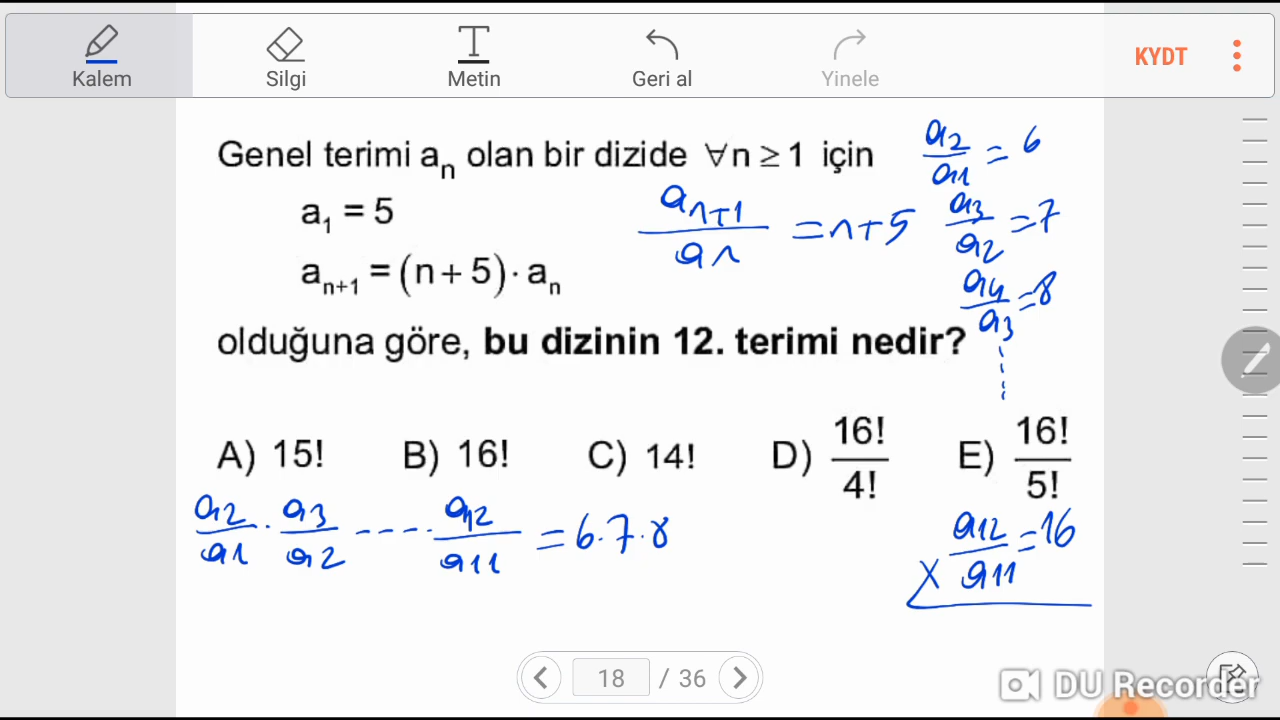 Kalem Silgi Metin Geri al Yinele KYDT
Genel terimi aₙ olan bir dizide ∀n ≥ 1 için
a₁ = 5
aₙ₊₁ = (n + 5) · aₙ
aₙ₊₁ / aₙ = n + 5
a₂ / a₁ = 6
a₃ / a₂ = 7
a₄ / a₃ = 8
olduğuna göre, bu dizinin 12. terimi nedir?
A) 15! B) 16! C) 14! D) 16!/4! E) 16!/5!
a₂/a₁ · a₃/a₂ ---- · a₁₂/a₁₁ = 6.7.8
x a₁₂/a₁₁ = 16
18 / 36
DU Recorder